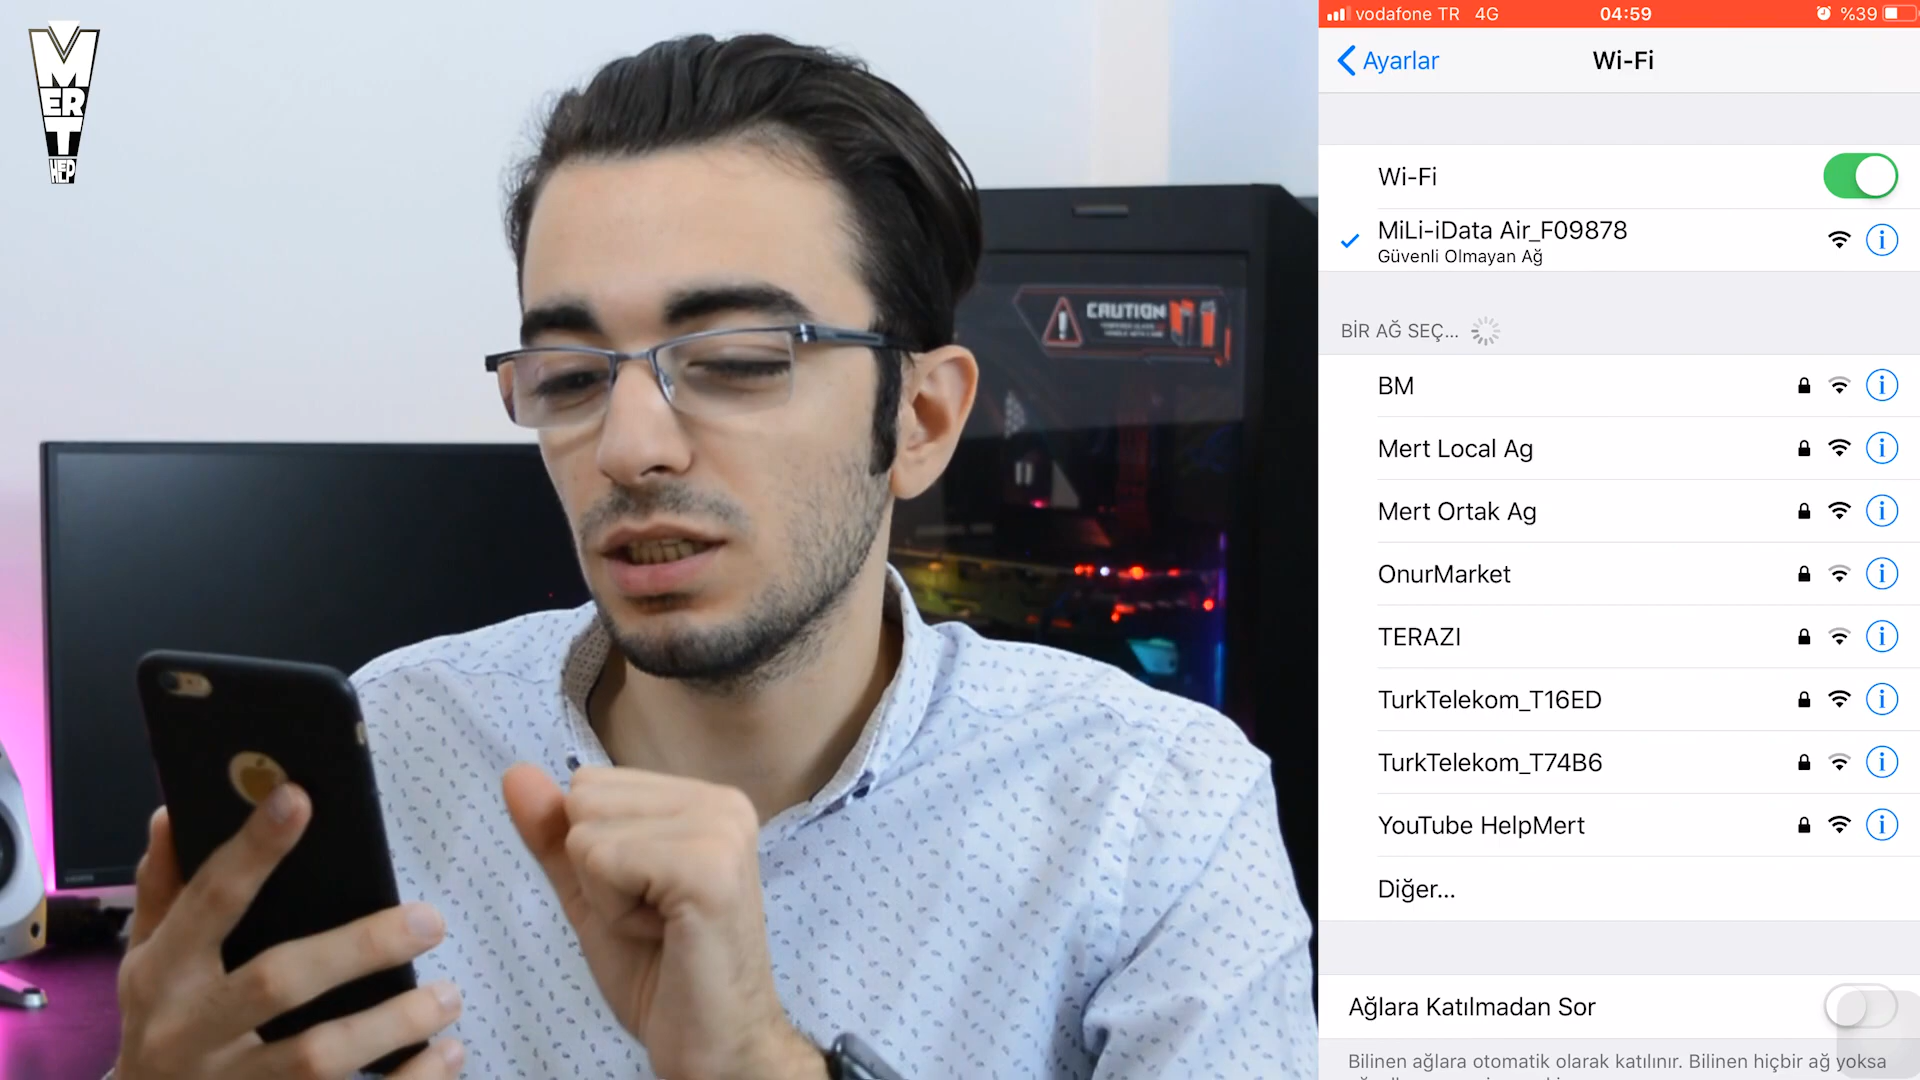 MERT
HELP
CAUTION
vodafone TR 4G 04:59 %39
Ayarlar Wi-Fi
Wi-Fi
MiLi-iData Air_F09878
Güvenli Olmayan Ağ
BİR AĞ SEÇ...
BM
Mert Local Ag
Mert Ortak Ag
OnurMarket
TERAZI
TurkTelekom_T16ED
TurkTelekom_T74B6
YouTube HelpMert
Diğer...
Ağlara Katılmadan Sor
Bilinen ağlara otomatik olarak katılınır. Bilinen hiçbir ağ yoksa